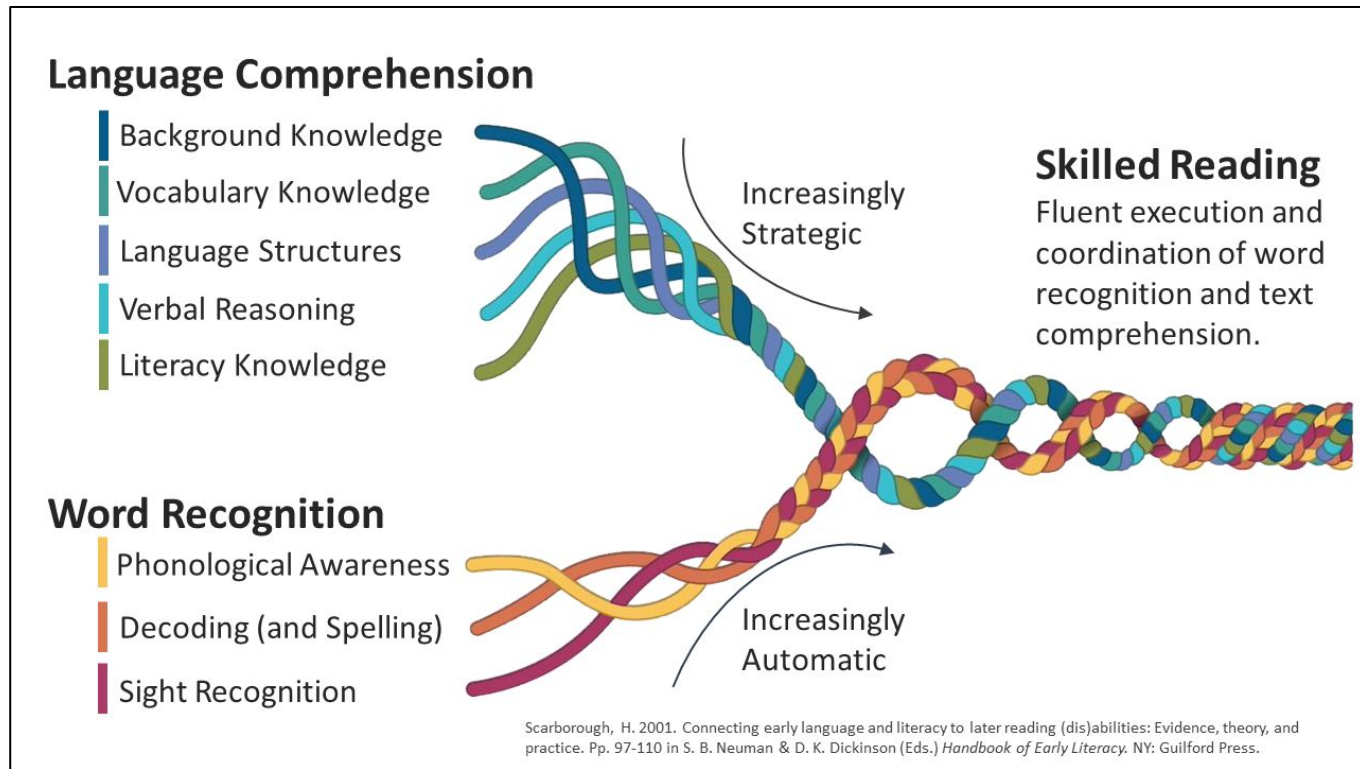 Language Comprehension
Background Knowledge
Vocabulary Knowledge
Language Structures
Verbal Reasoning
Literacy Knowledge
Increasingly
Strategic
Skilled Reading
Fluent execution and
coordination of word
recognition and text
comprehension.
Word Recognition
Phonological Awareness
Decoding (and Spelling)
Sight Recognition
Increasingly
Automatic
Scarborough, H. 2001. Connecting early language and literacy to later reading (dis)abilities: Evidence, theory, and
practice. Pp. 97-110 in S. B. Neuman & D. K. Dickinson (Eds.) Handbook of Early Literacy. NY: Guilford Press.